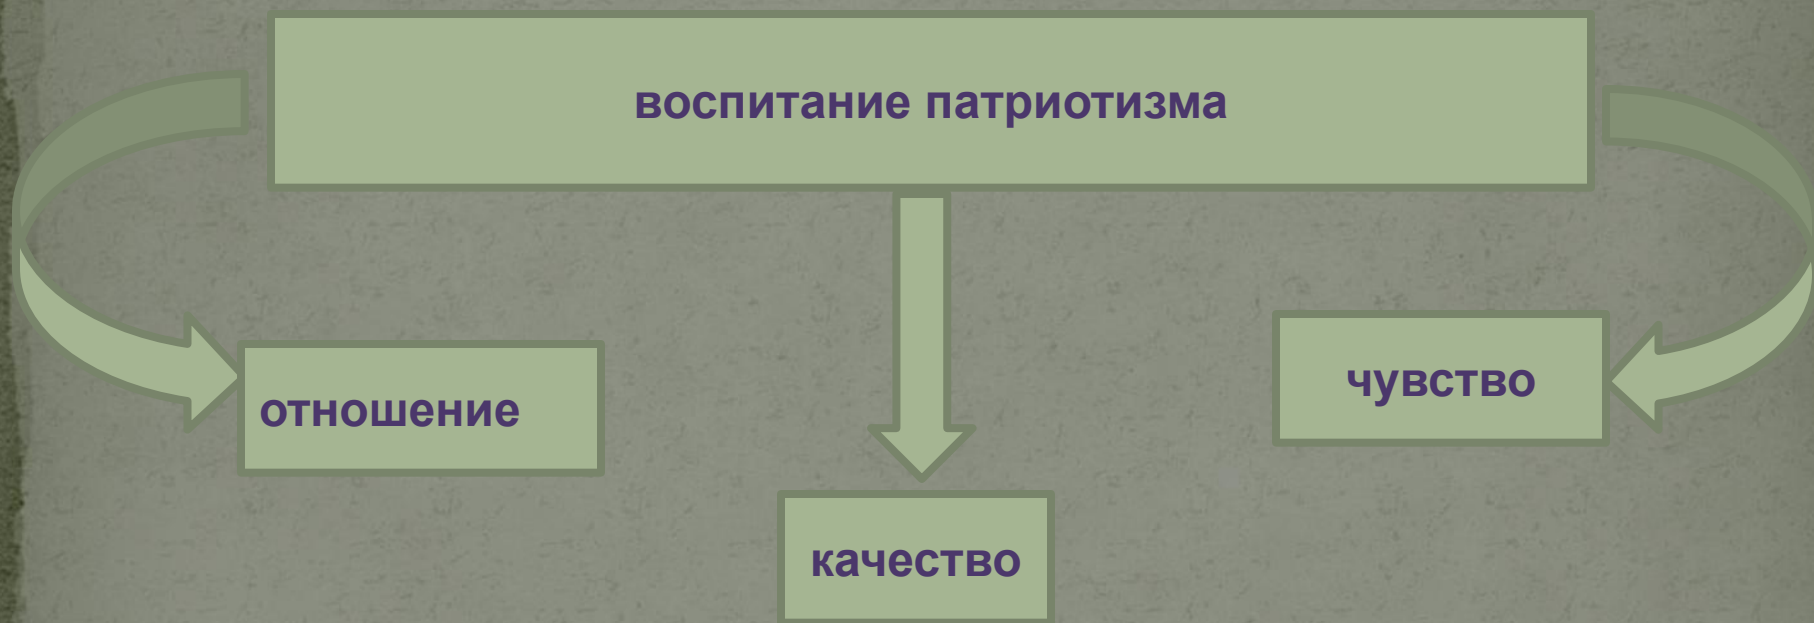 воспитание патриотизма
отношение
чувство
качество